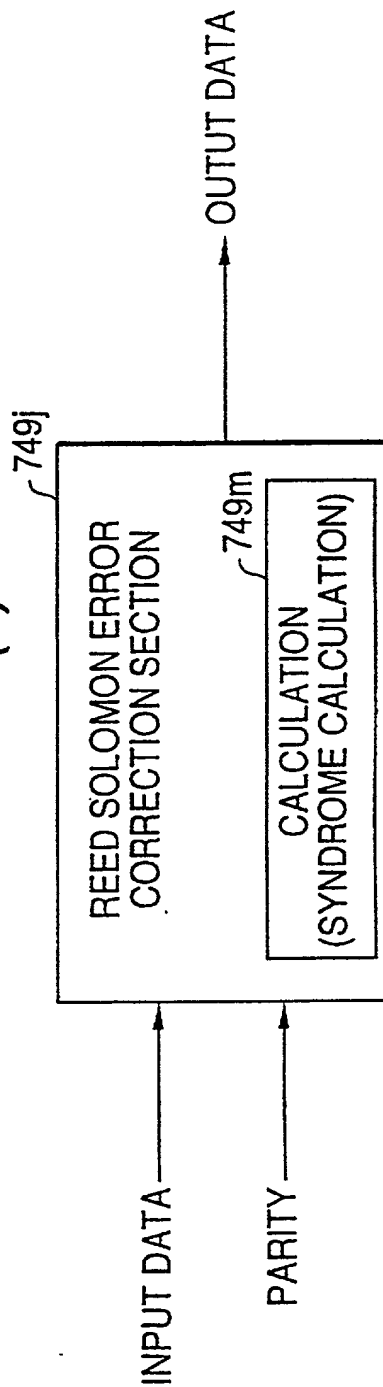 749j
REED SOLOMON ERROR
CORRECTION SECTION
749m
CALCULATION
(SYNDROME CALCULATION)
INPUT DATA
PARITY
OUTUT DATA